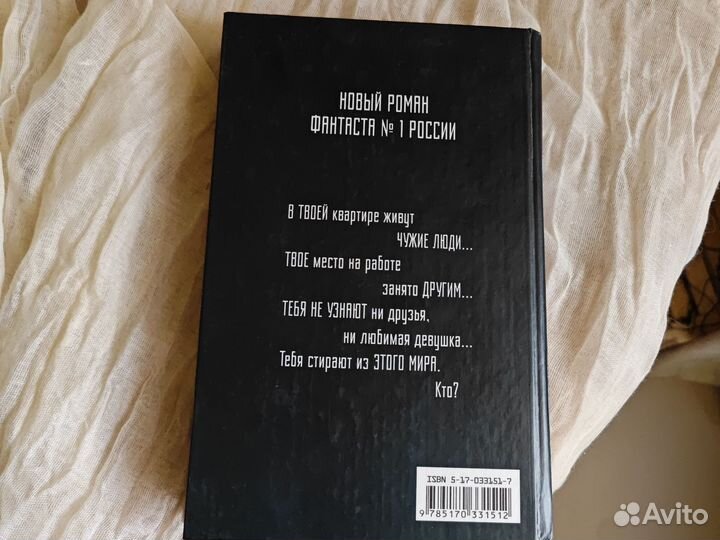 НОВЫЙ РОМАН
ФАНТАСТА № 1 РОССИИ
В ТВОЕЙ квартире живут
ЧУЖИЕ ЛЮДИ...
ТВОЕ место на работе
занято ДРУГИМ...
ТЕБЯ НЕ УЗНАЮТ ни друзья,
ни любимая девушка...
Тебя стирают из ЭТОГО МИРА.
Кто?
ISBN 5-17-033151-7
9 785170 331512
Avito